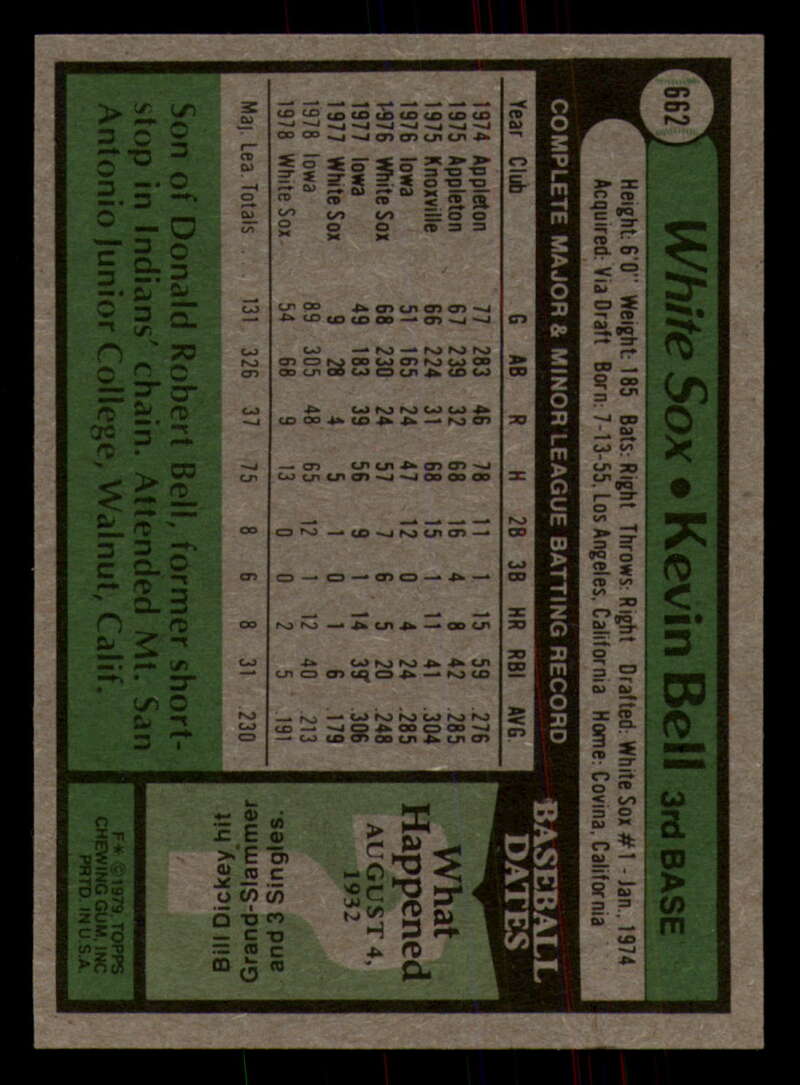 662
White Sox • Kevin Bell 3rd BASE
Height: 6'0" Weight: 185 Bats: Right Throws: Right Drafted: White Sox #1 - Jan., 1974
Acquired: Via Draft Born: 7-13-55, Los Angeles, California Home: Covina, California
COMPLETE MAJOR & MINOR LEAGUE BATTING RECORD
Year Club G AB R H 2B 3B HR RBI AVG.
1974 Appleton 77 283 46 78 11 1 15 59 .276
1975 Appleton 67 239 32 68 16 4 8 42 .285
1975 Knoxville 66 224 31 68 15 1 11 41 .304
1976 Iowa 51 165 24 47 12 0 4 24 .285
1976 White Sox 68 230 24 57 7 6 5 20 .248
1977 Iowa 49 183 39 56 9 1 14 39 .306
1977 White Sox 9 28 4 5 1 0 1 6 .179
1978 Iowa 89 305 48 65 12 1 12 40 .213
1978 White Sox 54 68 9 13 0 0 2 5 .191
Maj. Lea. Totals . . 131 326 37 75 8 6 8 31 .230
Son of Donald Robert Bell, former short-
stop in Indians' chain. Attended Mt. San
Antonio Junior College, Walnut, Calif.
BASEBALL
DATES
What
Happened
AUGUST 4,
1932
Bill Dickey hit
Grand-Slammer
and 3 Singles.
F* ©1979, TOPPS
CHEWING GUM, INC
PRTD. IN U.S.A.